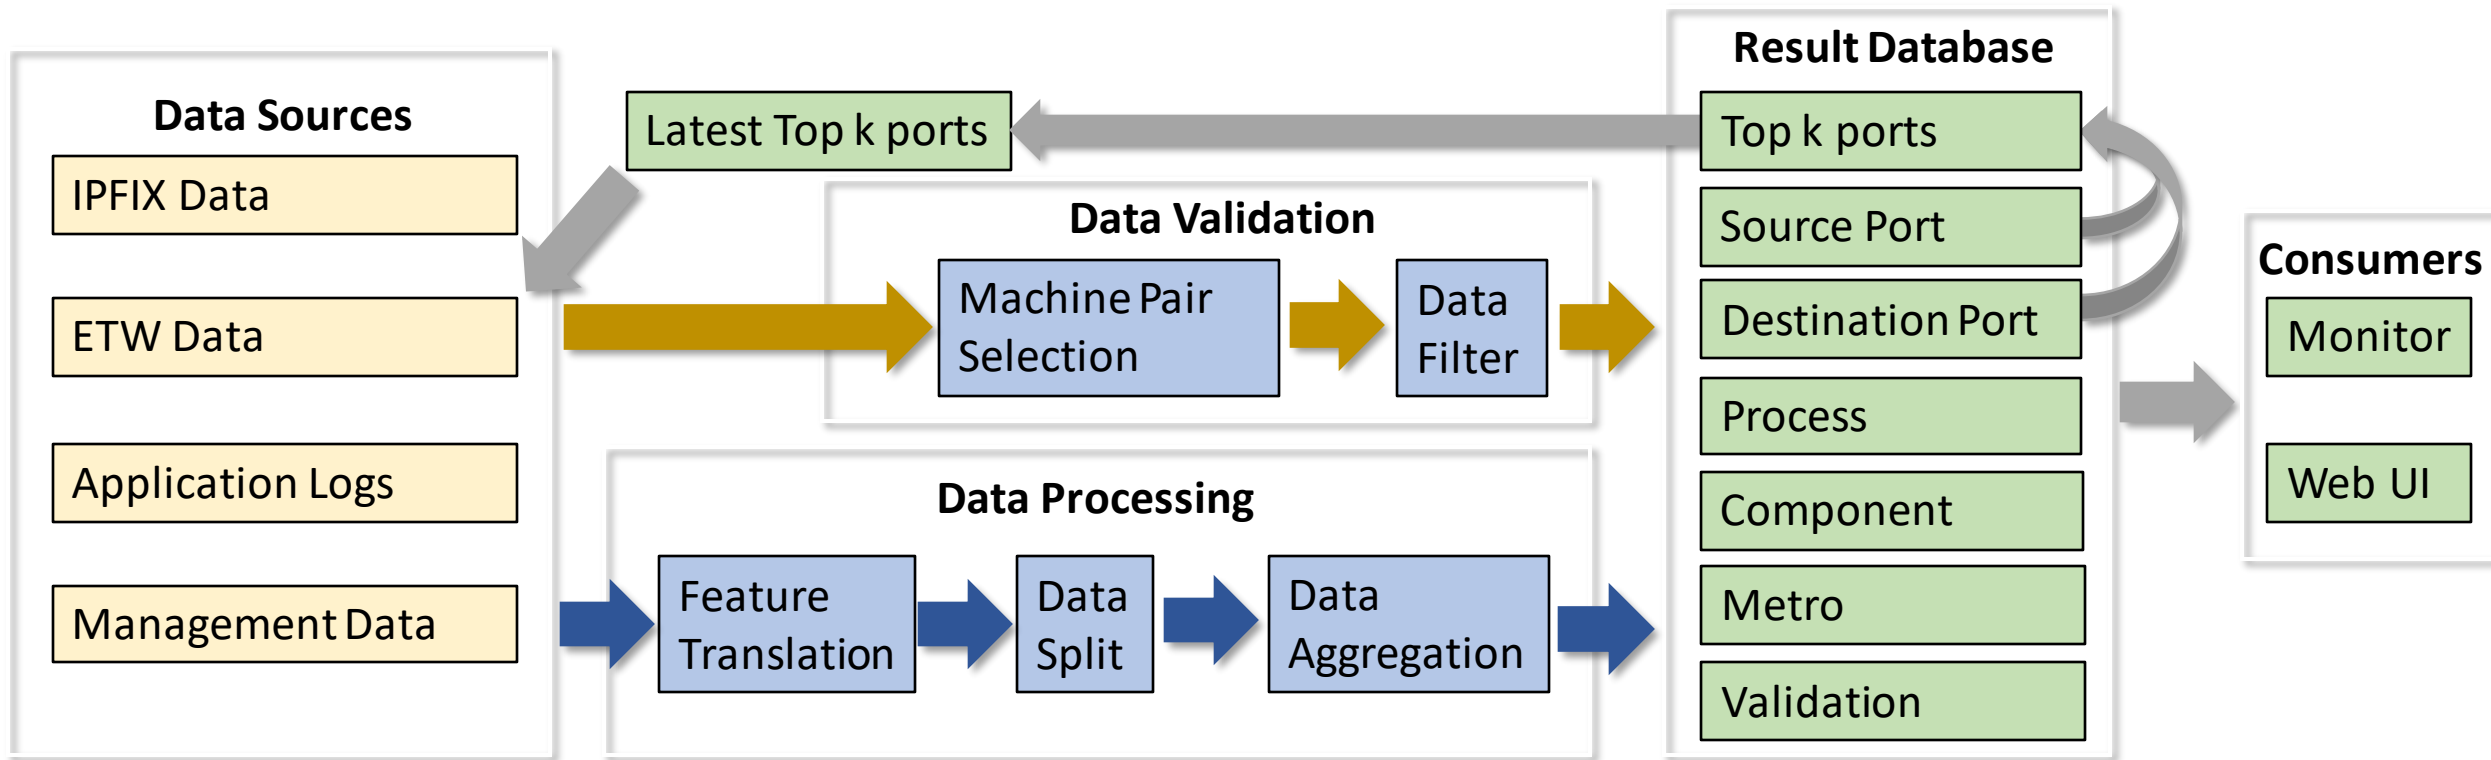 Data Sources
IPFIX Data
ETW Data
Application Logs
Management Data
Latest Top k ports
Data Validation
Machine Pair
Selection
Data
Filter
Data Processing
Feature
Translation
Data
Split
Data
Aggregation
Result Database
Top k ports
Source Port
Destination Port
Process
Component
Metro
Validation
Consumers
Monitor
Web UI